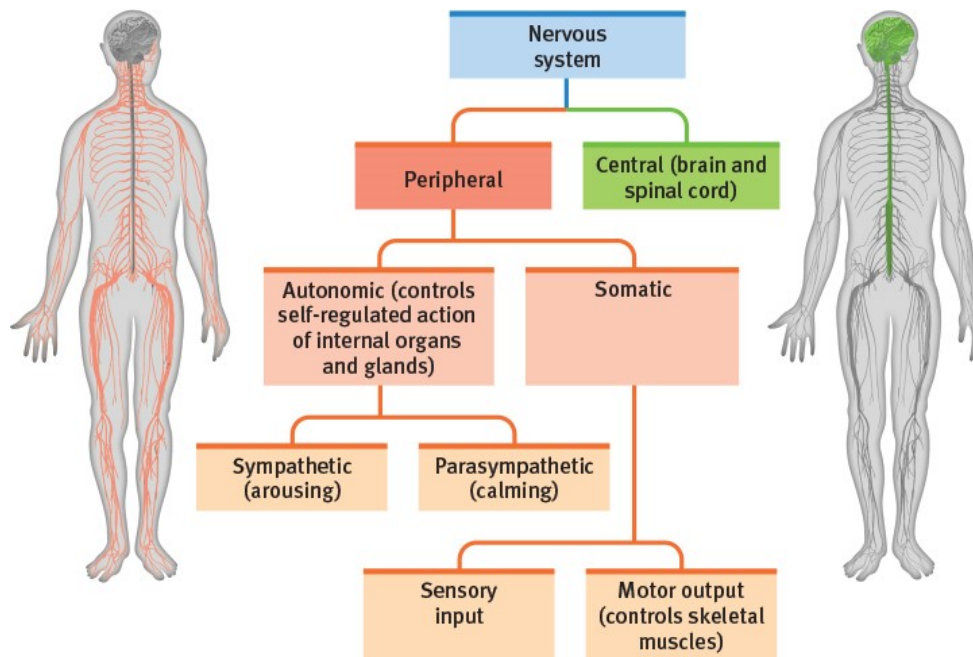 Nervous
system
Peripheral
Central (brain and
spinal cord)
Autonomic (controls
self-regulated action
of internal organs
and glands)
Somatic
Sympathetic
(arousing)
Parasympathetic
(calming)
Sensory
input
Motor output
(controls skeletal
muscles)